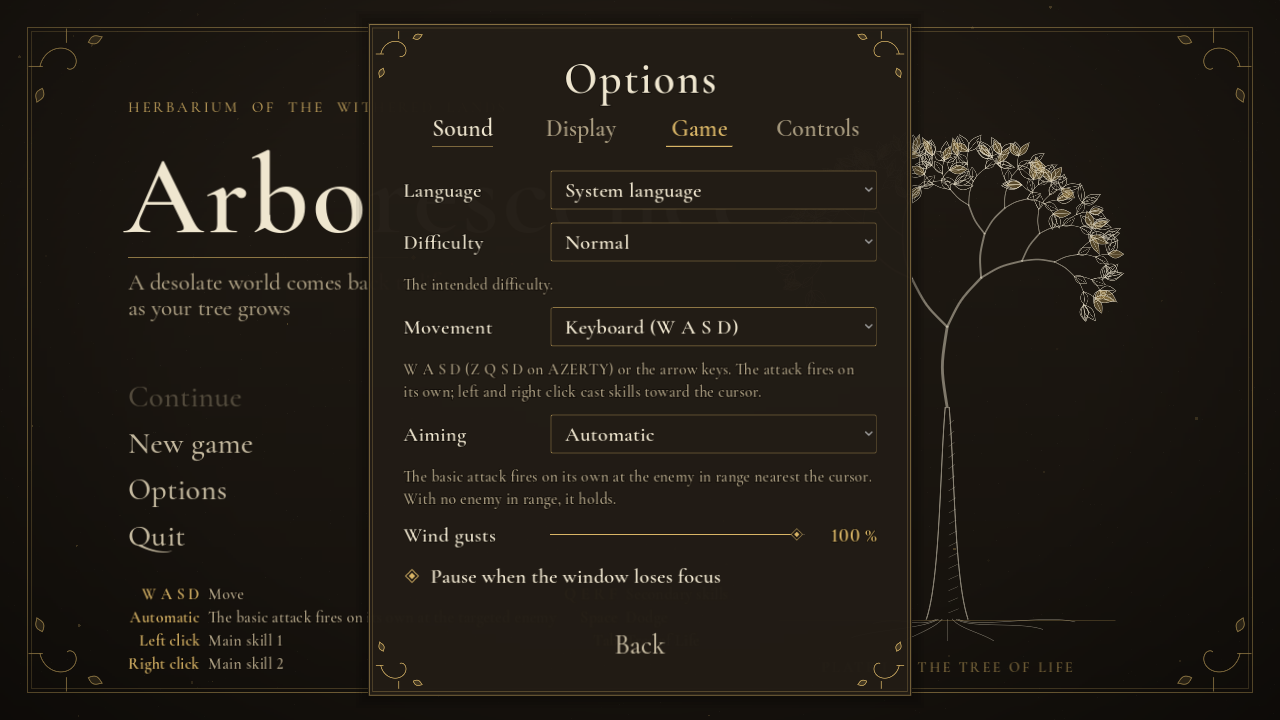 Options
Sound Display Game Controls
Language System language
Difficulty Normal
The intended difficulty.
Movement Keyboard (W A S D)
W A S D (Z Q S D on AZERTY) or the arrow keys. The attack fires on
its own; left and right click cast skills toward the cursor.
Aiming Automatic
The basic attack fires on its own at the enemy in range nearest the cursor.
With no enemy in range, it holds.
Wind gusts 100 %
Pause when the window loses focus
Back
HERBARIUM OF THE WIT
Arbo
A desolate world comes ba
as your tree grows
Continue
New game
Options
Quit
W A S D Move
Automatic The basic attack fires on
Left click Main skill 1
Right click Main skill 2
THE TREE OF LIFE